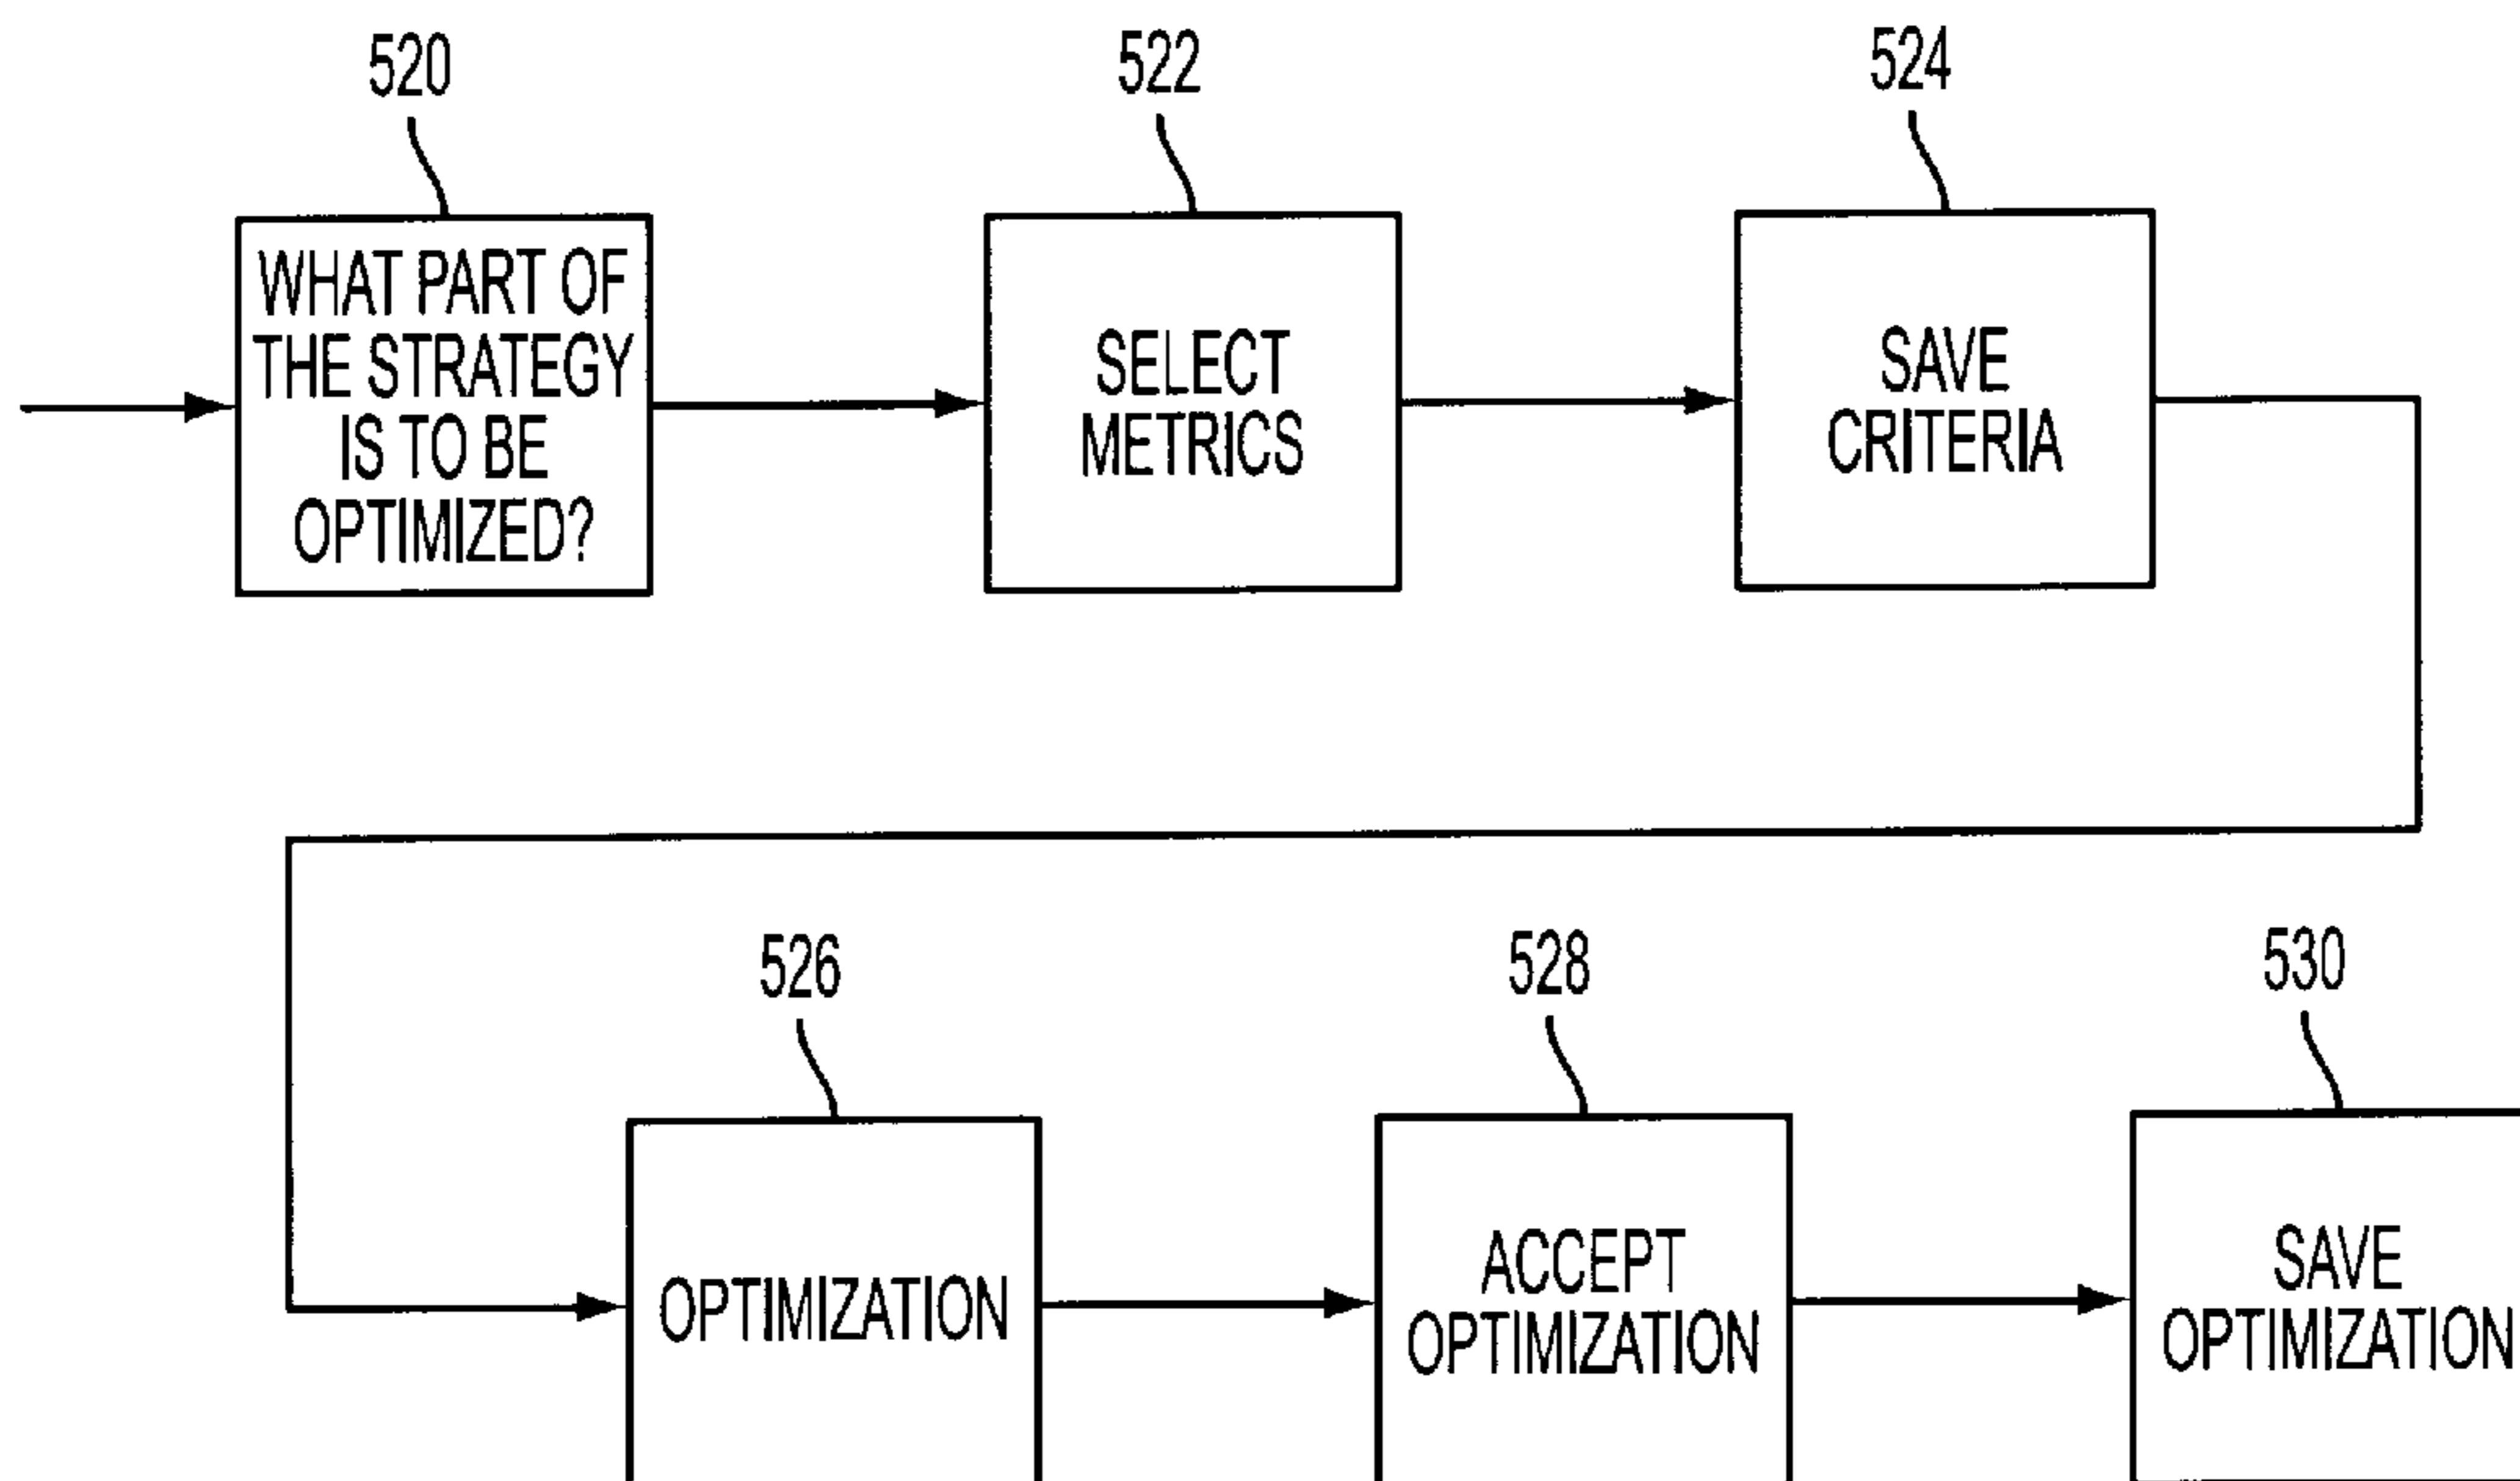 520
WHAT PART OF
THE STRATEGY
IS TO BE
OPTIMIZED?
522
SELECT
METRICS
524
SAVE
CRITERIA
526
OPTIMIZATION
528
ACCEPT
OPTIMIZATION
530
SAVE
OPTIMIZATION